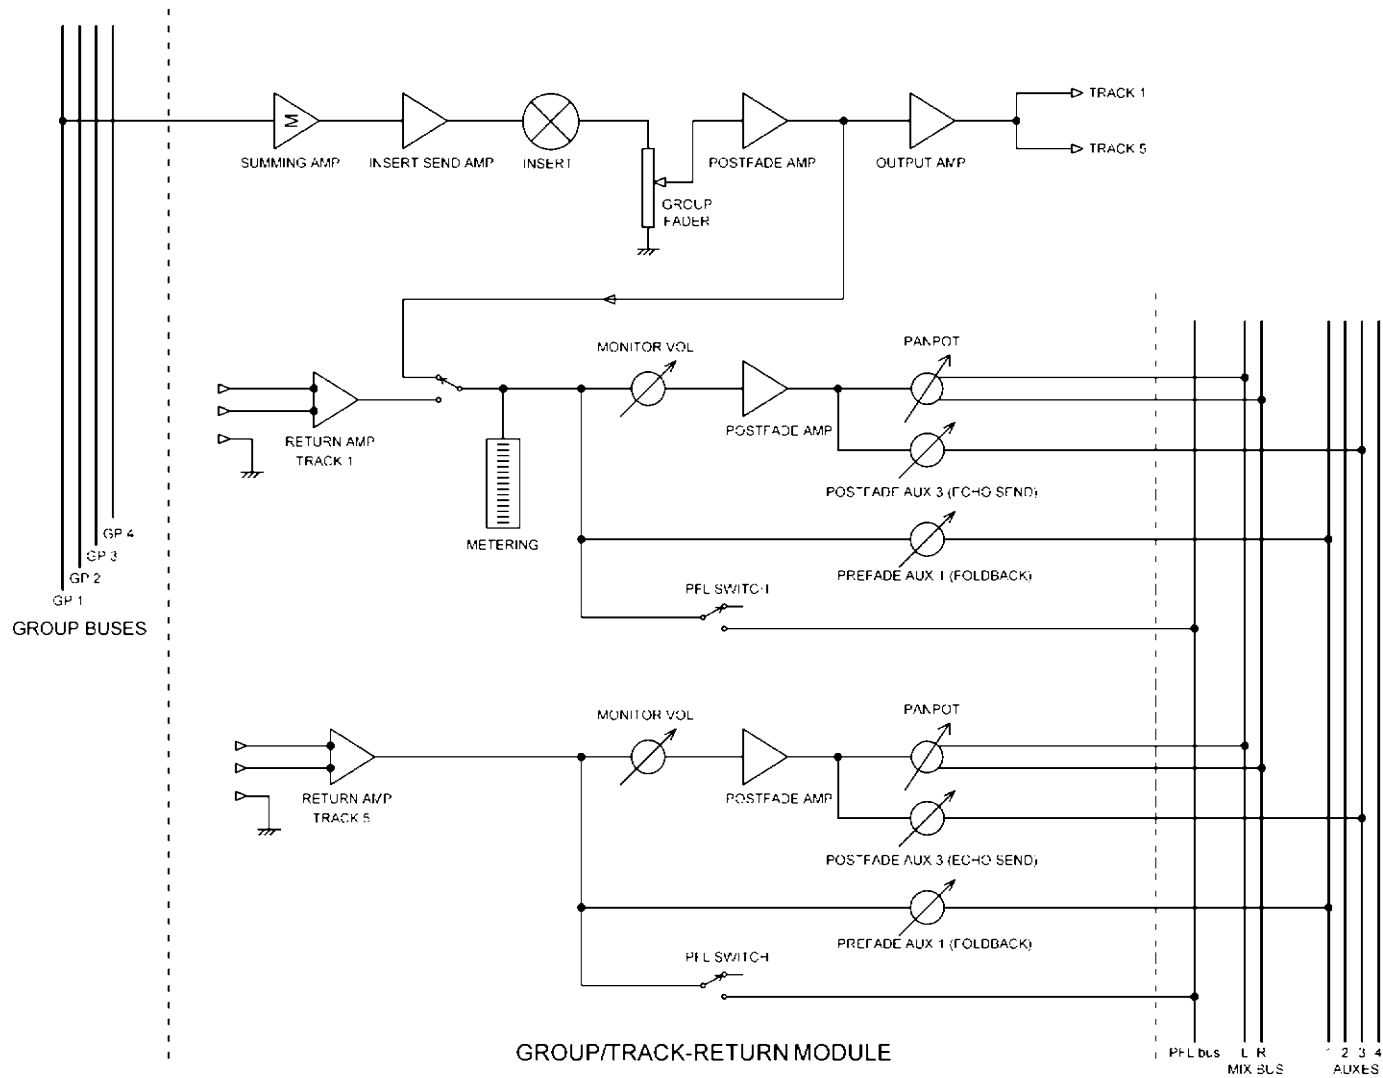 TRACK 1
M
SUMMING AMP
INSERT SEND AMP
INSERT
POSTFADE AMP
OUTPUT AMP
TRACK 5
GROUP
FADER
MONITOR VOL
PANPOT
POSTFADE AMP
RETURN AMP
TRACK 1
POSTFADE AUX 3 (ECHO SEND)
METERING
GP 4
GP 3
GP 2
GP 1
PREFADE AUX 1 (FOLDBACK)
PFL SWITCH
GROUP BUSES
MONITOR VOL
PANPOT
RETURN AMP
TRACK 5
POSTFADE AMP
POSTFADE AUX 3 (ECHO SEND)
PREFADE AUX 1 (FOLDBACK)
PFL SWITCH
GROUP/TRACK-RETURN MODULE
PFL bus
L R
MIX BUS
1 2 3 4
AUXES